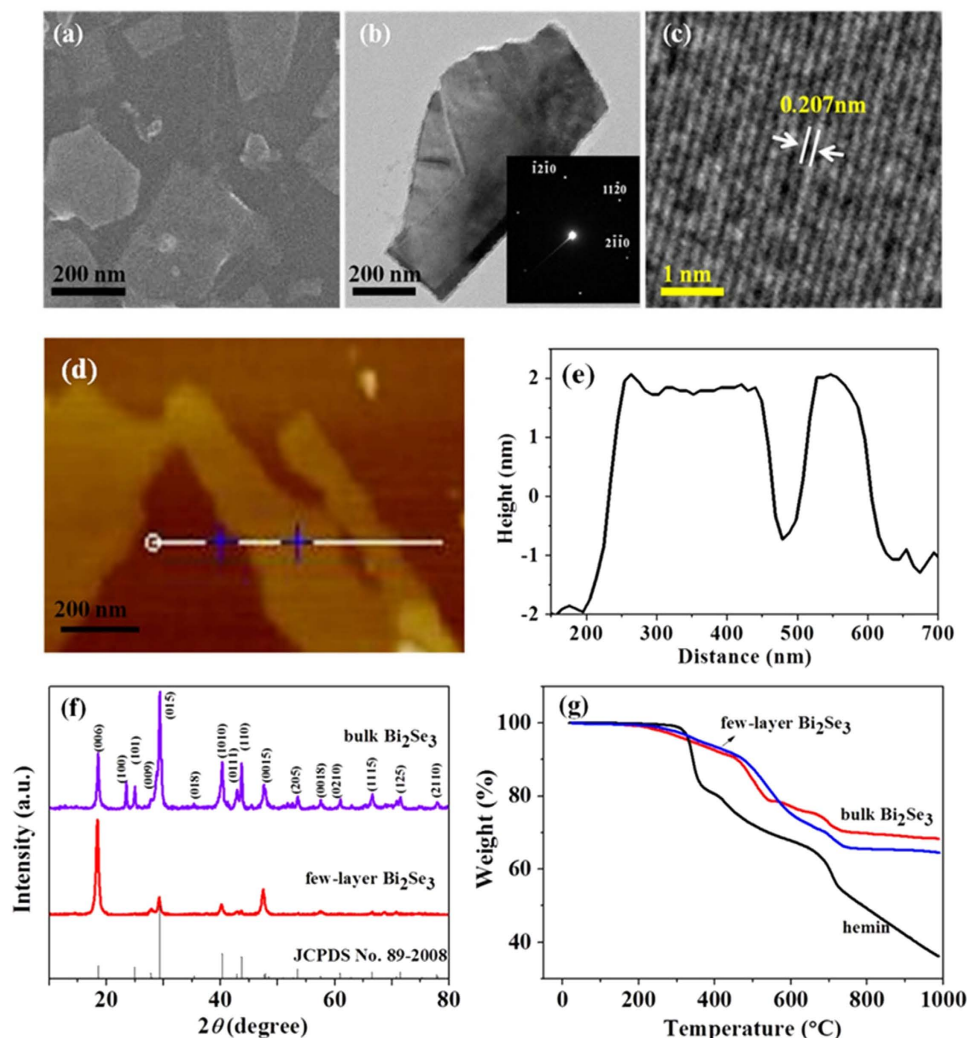 (a)
200 nm
(b)
1̄21̄0
112̄0
21̄1̄0
200 nm
(c)
0.207nm
1 nm
(d)
200 nm
(e)
Height (nm)
2
1
0
-1
-2
200 300 400 500 600 700
Distance (nm)
(f)
Intensity (a.u.)
(006)
(100)
(101)
(009)
(015)
(018)
(1010)
(0111)
(110)
(0015)
(205)
(0018)
(0210)
(1115)
(125)
(2110)
bulk Bi₂Se₃
few-layer Bi₂Se₃
JCPDS No. 89-2008
10 20 30 40 50 60 70 80
2θ (degree)
(g)
Weight (%)
100
80
60
40
few-layer Bi₂Se₃
bulk Bi₂Se₃
hemin
0 200 400 600 800 1000
Temperature (°C)